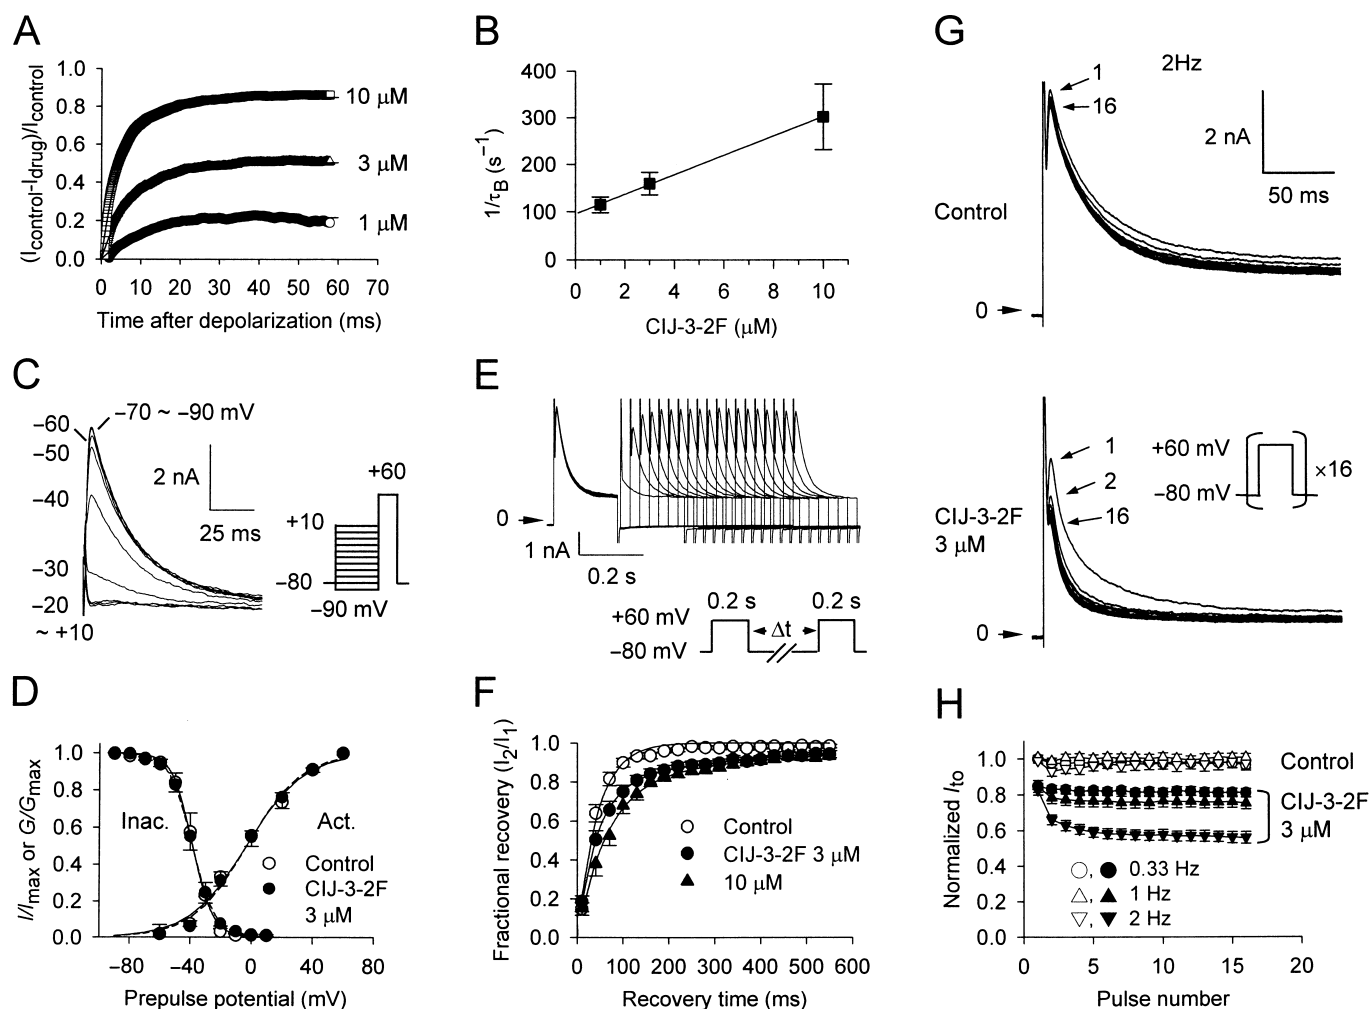 A
(Icontrol-Idrug)/Icontrol
1.0
0.8
0.6
0.4
0.2
0.0
10 μM
3 μM
1 μM
0 10 20 30 40 50 60 70
Time after depolarization (ms)
B
1/τB (s–1)
400
300
200
100
0
0 2 4 6 8 10
CIJ-3-2F (μM)
C
–70 ~ –90 mV
–60
–50
–40
–30
–20
~ +10
2 nA
25 ms
+60
+10
–80
–90 mV
D
I/Imax or G/Gmax
1.0
0.8
0.6
0.4
0.2
0.0
Inac.
Act.
Control
CIJ-3-2F
3 μM
–80 –40 0 40 80
Prepulse potential (mV)
E
0
1 nA
0.2 s
0.2 s 0.2 s
+60 mV
–80 mV
Δt
F
Fractional recovery (I2/I1)
1.0
0.8
0.6
0.4
0.2
0.0
Control
CIJ-3-2F 3 μM
10 μM
0 100 200 300 400 500 600
Recovery time (ms)
G
2Hz
1
16
2 nA
50 ms
Control
0
1
2
16
+60 mV
–80 mV
×16
CIJ-3-2F
3 μM
0
H
Normalized Ito
1.0
0.8
0.6
0.4
0.2
0.0
Control
CIJ-3-2F
3 μM
, 0.33 Hz
, 1 Hz
, 2 Hz
0 5 10 15 20
Pulse number